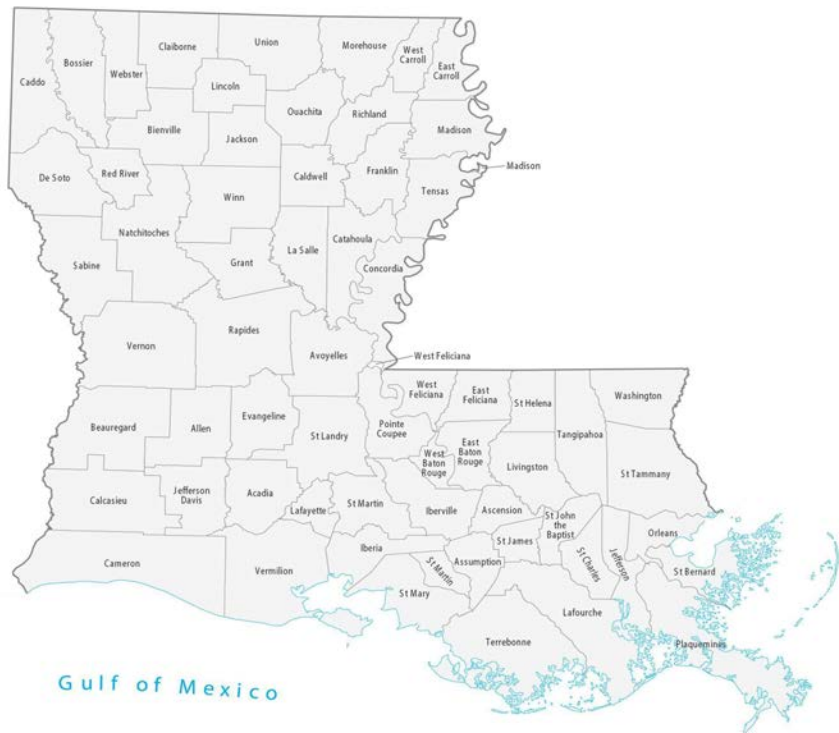 Claiborne
Union
Morehouse
West
Carroll
East
Carroll
Bossier
Webster
Caddo
Lincoln
Ouachita
Richland
Bienville
Jackson
Madison
Madison
De Soto
Red River
Caldwell
Franklin
Tensas
Winn
Natchitoches
Catahoula
La Salle
Grant
Concordia
Sabine
Rapides
Vernon
Avoyelles
West Feliciana
West
Feliciana
East
Feliciana
St Helena
Washington
Beauregard
Allen
Evangeline
St Landry
Pointe
Coupee
Tangipahoa
West
Baton
Rouge
East
Baton
Rouge
Livingston
St Tammany
Calcasieu
Jefferson
Davis
Acadia
Lafayette
St Martin
Iberville
Ascension
St John
the
Baptist
St James
Orleans
Cameron
Vermilion
Iberia
St Martin
Assumption
St Charles
Jefferson
St Bernard
St Mary
Lafourche
Terrebonne
Plaquemines
Gulf of Mexico